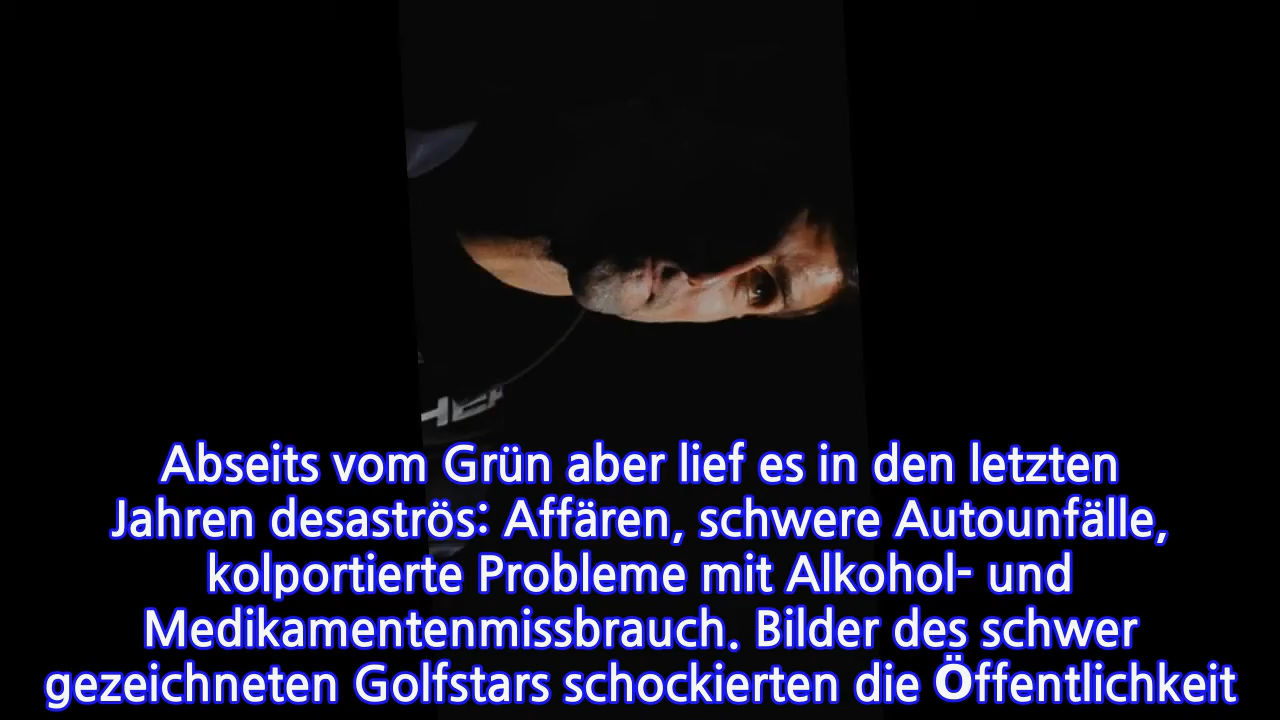 Abseits vom Grün aber lief es in den letzten
Jahren desaströs: Affären, schwere Autounfälle,
kolportierte Probleme mit Alkohol- und
Medikamentenmissbrauch. Bilder des schwer
gezeichneten Golfstars schockierten die Öffentlichkeit